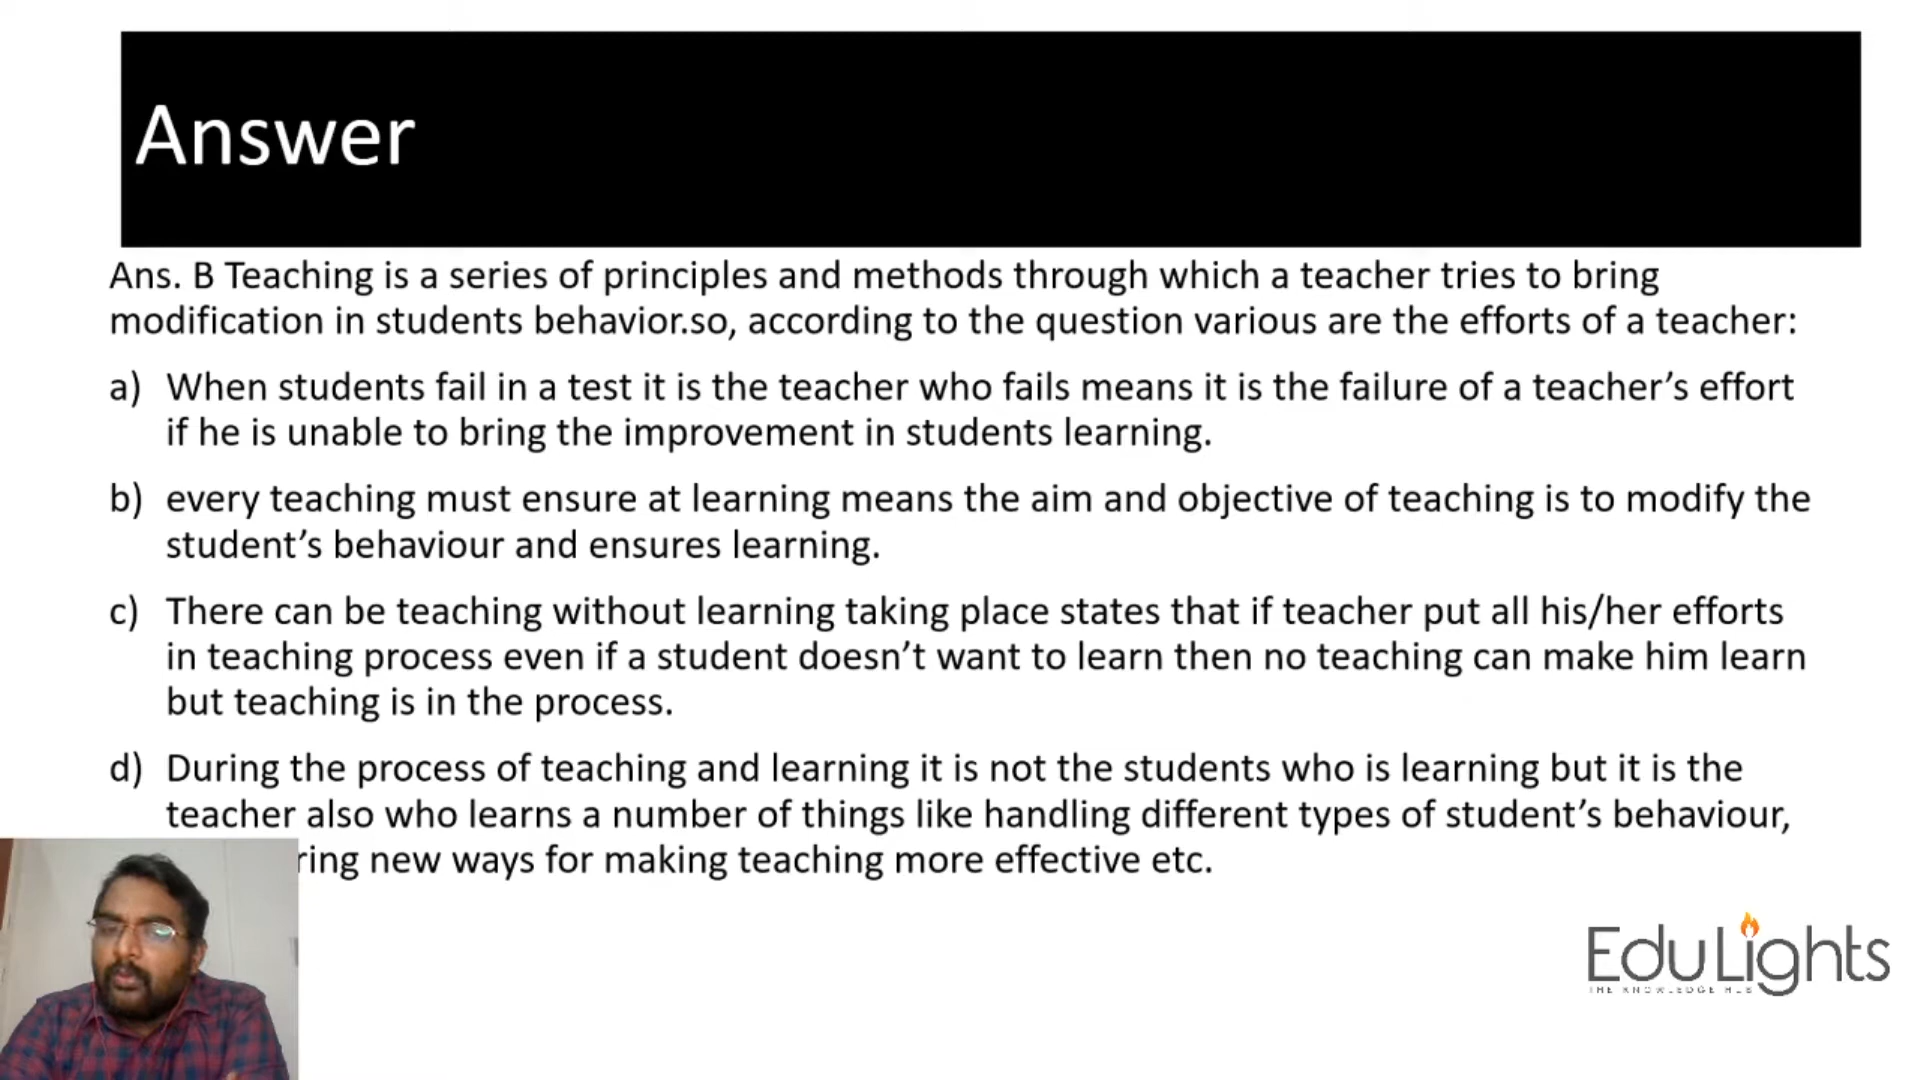 Answer
Ans. B Teaching is a series of principles and methods through which a teacher tries to bring
modification in students behavior.so, according to the question various are the efforts of a teacher:
a) When students fail in a test it is the teacher who fails means it is the failure of a teacher’s effort
if he is unable to bring the improvement in students learning.
b) every teaching must ensure at learning means the aim and objective of teaching is to modify the
student’s behaviour and ensures learning.
c) There can be teaching without learning taking place states that if teacher put all his/her efforts
in teaching process even if a student doesn’t want to learn then no teaching can make him learn
but teaching is in the process.
d) During the process of teaching and learning it is not the students who is learning but it is the
teacher also who learns a number of things like handling different types of student’s behaviour,
new ways for making teaching more effective etc.
EduLights
THE KNOWLEDGE HUB